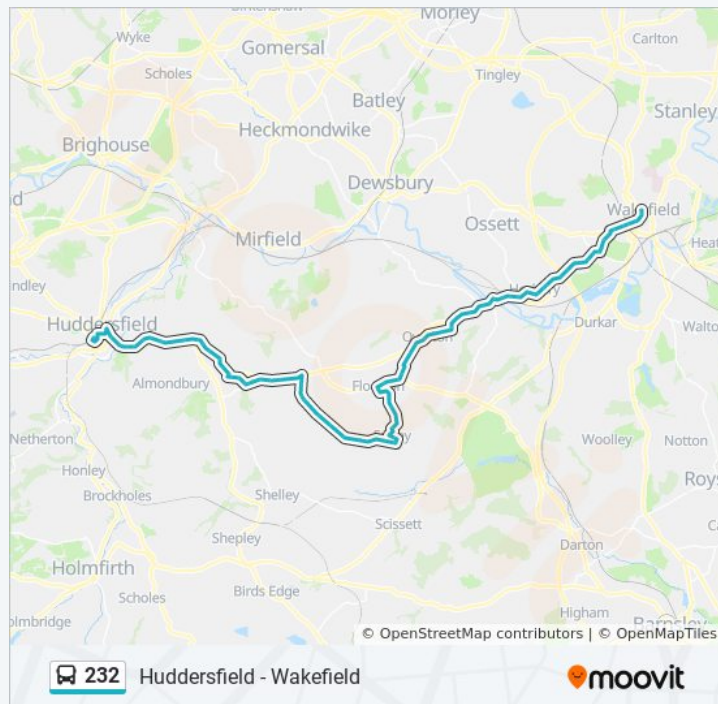 Morley
Wyke
Gomersal
Carlton
Scholes
Tingley
Batley
Stanley
Heckmondwike
Brighouse
Dewsbury
Ossett
Wakefield
Mirfield
Huddersfield
Durkar
Almondbury
Netherton
Woolley
Notton
Honley
Brockholes
Shelley
Scissett
Shepley
Darton
Holmfirth
Birds Edge
Scholes
Higham
Barnsley
© OpenStreetMap contributors | © OpenMapTiles
232 Huddersfield - Wakefield
moovit